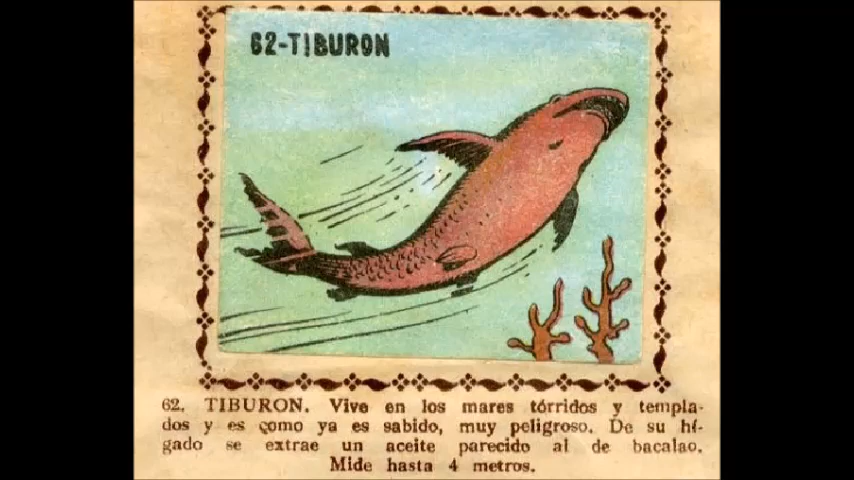 62-TIBURON
62. TIBURON. Vive en los mares tórridos y templa-
dos y es como ya es sabido, muy peligroso. De su hí-
gado se extrae un aceite parecido al de bacalao.
Mide hasta 4 metros.